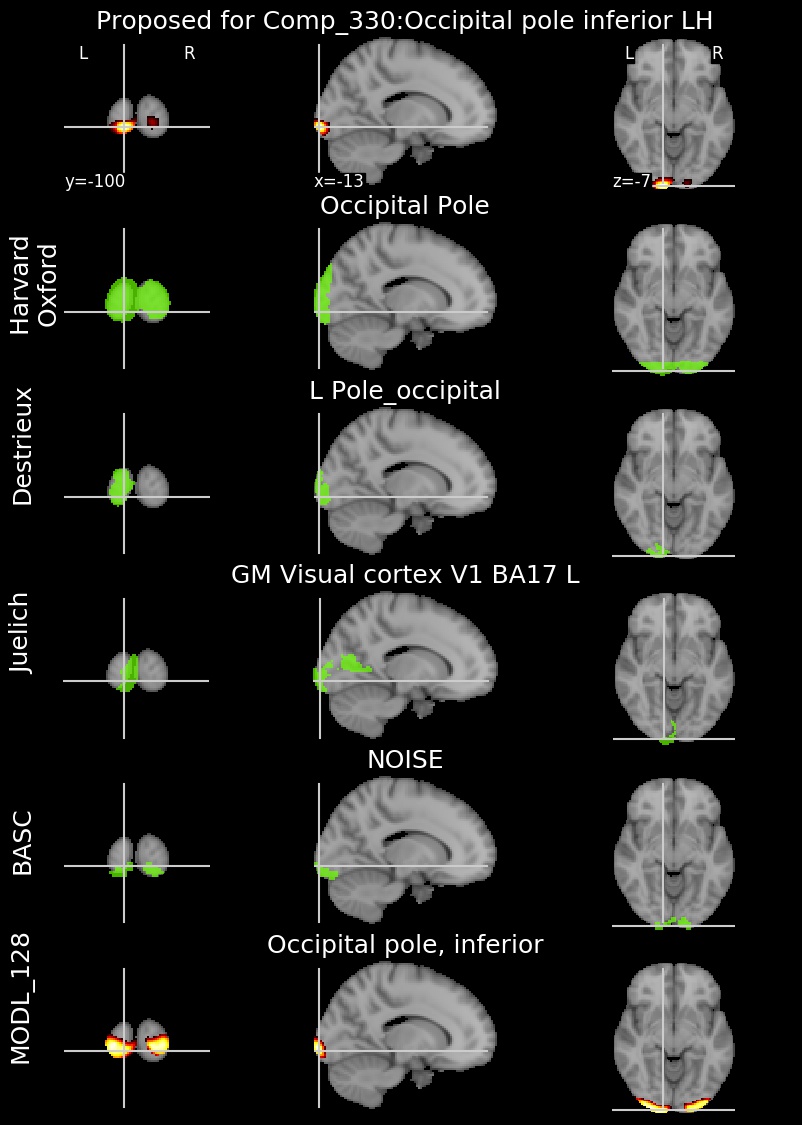 Proposed for Comp_330:Occipital pole inferior LH
L R L R
y=-100 x=-13 z=-7
Occipital Pole
Harvard
Oxford
L Pole_occipital
Destrieux
GM Visual cortex V1 BA17 L
Juelich
NOISE
BASC
Occipital pole, inferior
MODL_128